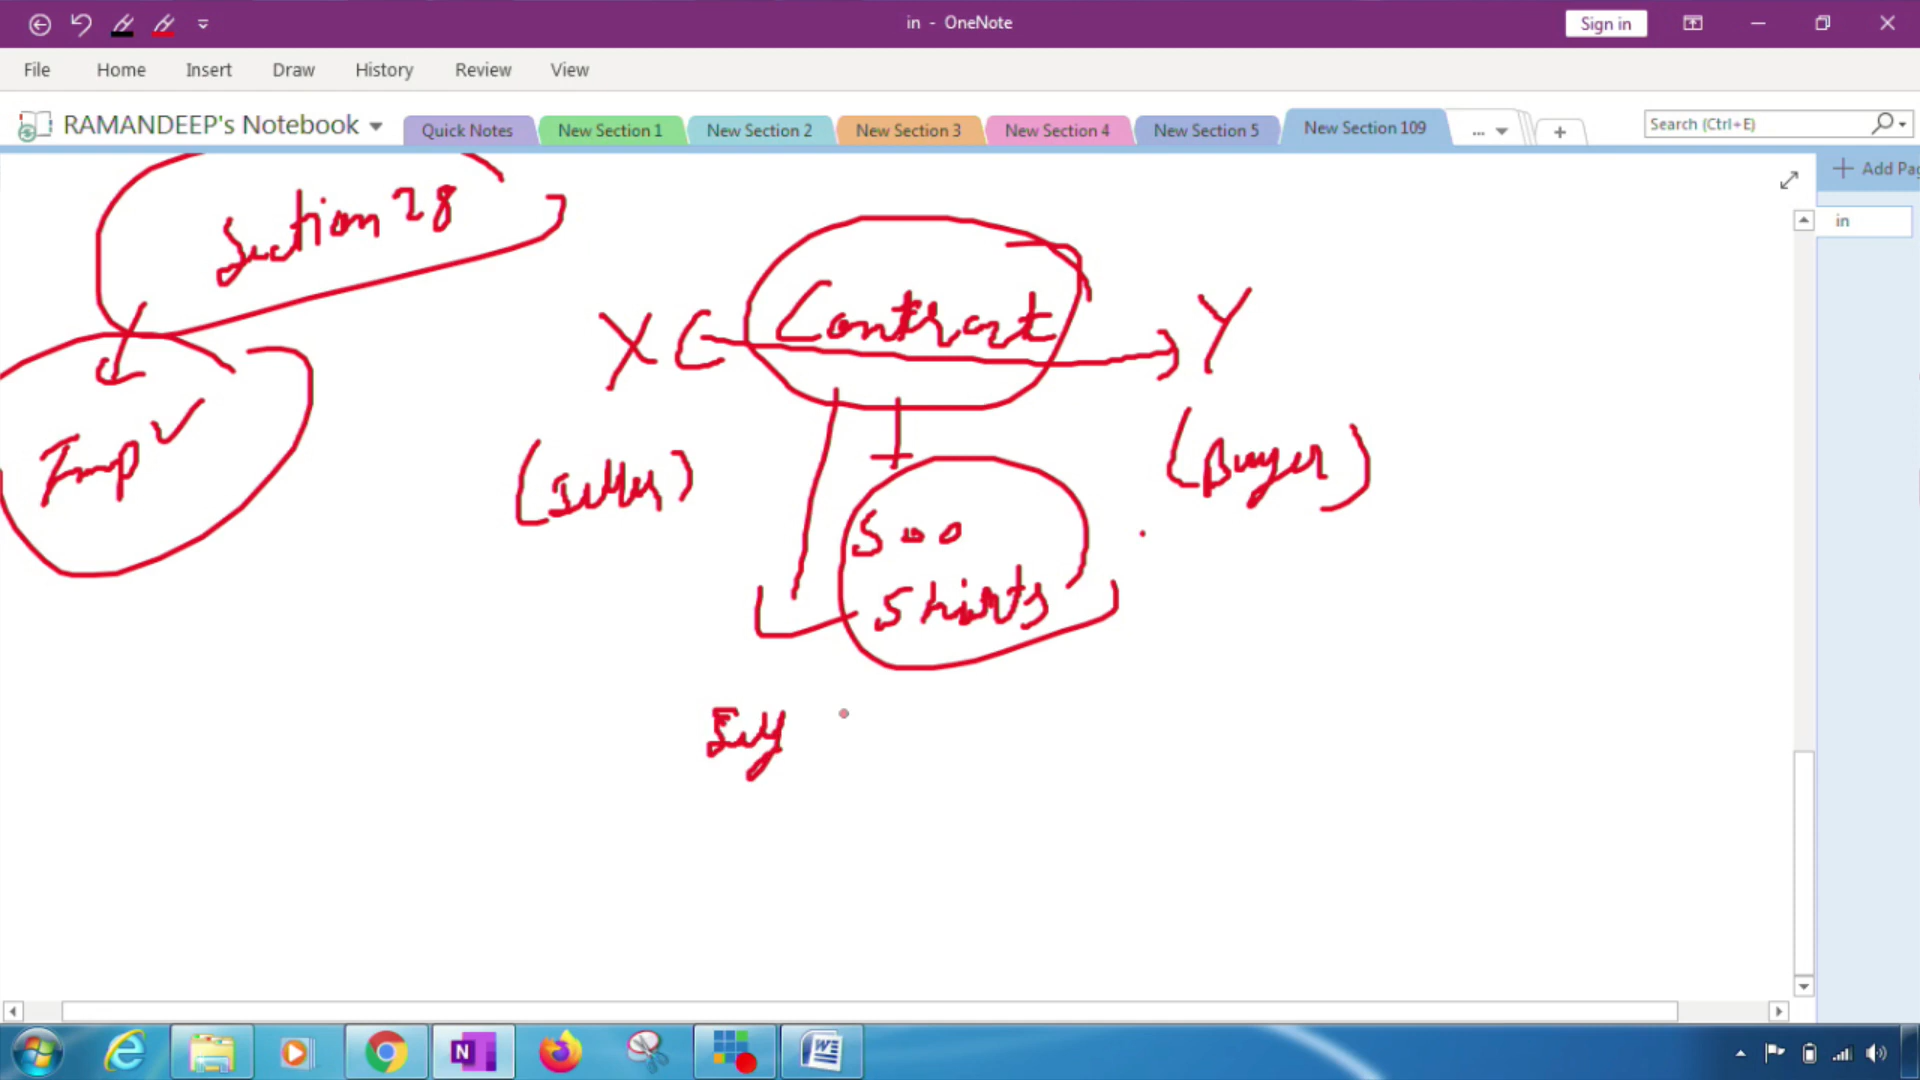 in - OneNote
Sign in
File Home Insert Draw History Review View
RAMANDEEP's Notebook
Quick Notes New Section 1 New Section 2 New Section 3 New Section 4 New Section 5 New Section 109 ...
Search (Ctrl+E)
Add Pag
in
Section 28
Imp
X Contract Y
(Seller) (Buyer)
500
Shirts